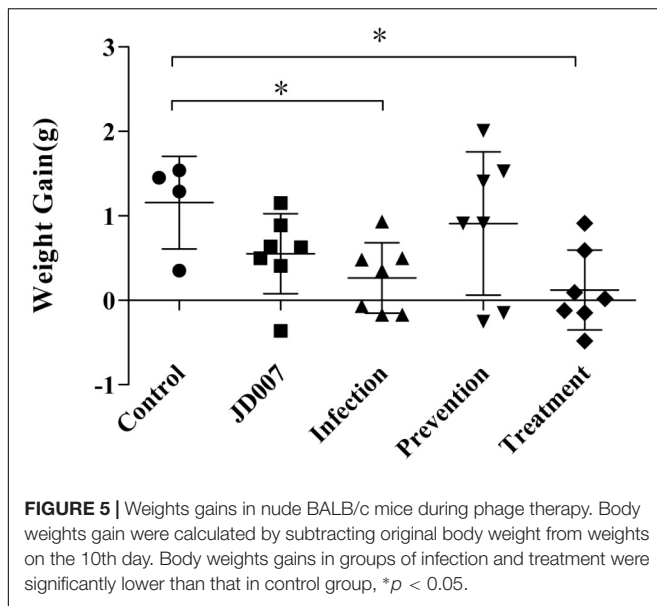 *
*
3
2
1
0
-1
Weight Gain(g)
Control
JD007
Infection
Prevention
Treatment
FIGURE 5 | Weights gains in nude BALB/c mice during phage therapy. Body
weights gain were calculated by subtracting original body weight from weights
on the 10th day. Body weights gains in groups of infection and treatment were
significantly lower than that in control group, *p < 0.05.